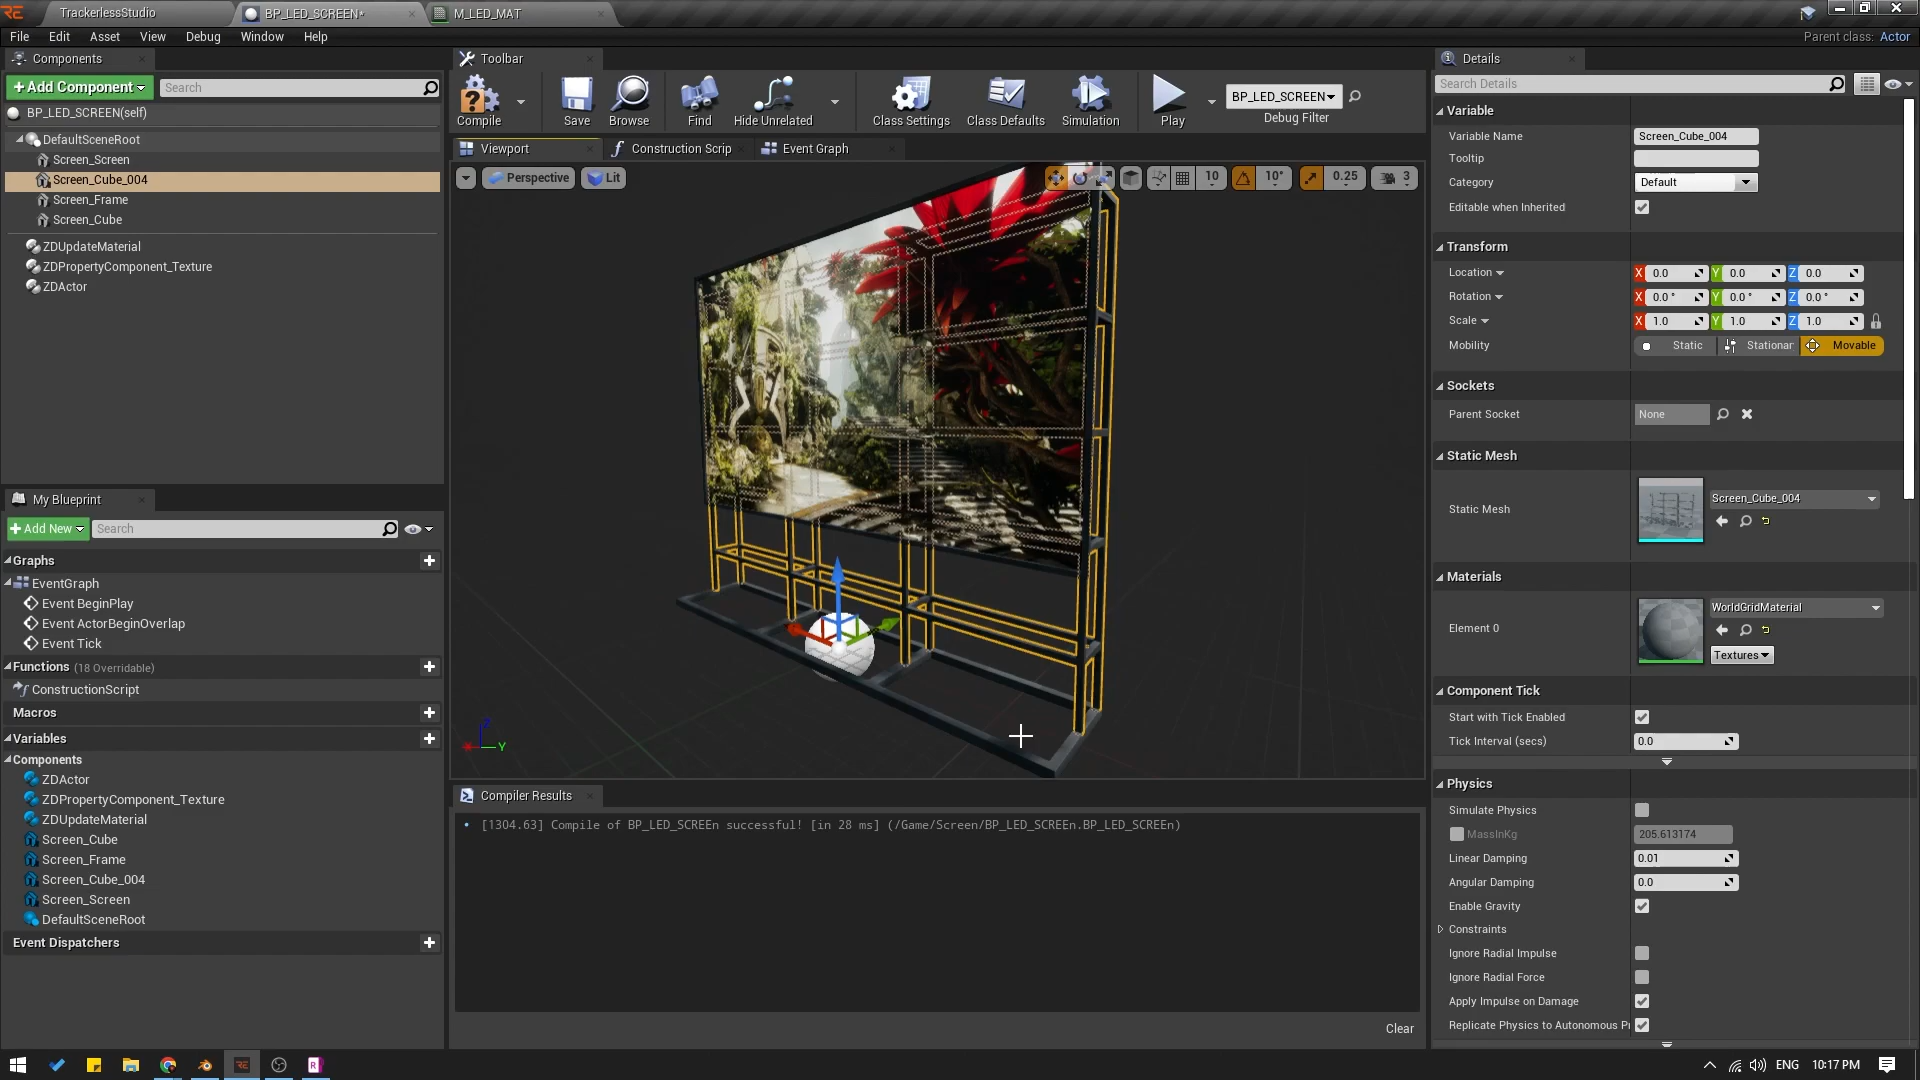 TrackerlessStudio
BP_LED_SCREEN*
M_LED_MAT
File Edit Asset View Debug Window Help
Parent class: Actor
Components
+ Add Component
Search
BP_LED_SCREEN(self)
DefaultSceneRoot
Screen_Screen
Screen_Cube_004
Screen_Frame
Screen_Cube
ZDUpdateMaterial
ZDPropertyComponent_Texture
ZDActor
My Blueprint
+ Add New
Search
Graphs
EventGraph
Event BeginPlay
Event ActorBeginOverlap
Event Tick
Functions (18 Overridable)
ConstructionScript
Macros
Variables
Components
ZDActor
ZDPropertyComponent_Texture
ZDUpdateMaterial
Screen_Cube
Screen_Frame
Screen_Cube_004
Screen_Screen
DefaultSceneRoot
Event Dispatchers
Toolbar
Compile
Save
Browse
Find
Hide Unrelated
Class Settings
Class Defaults
Simulation
Play
BP_LED_SCREEN
Debug Filter
Viewport
Construction Scrip
Event Graph
Perspective
Lit
10
10°
0.25
3
Z
Y
Compiler Results
• [1304.63] Compile of BP_LED_SCREEn successful! [in 28 ms] (/Game/Screen/BP_LED_SCREEn.BP_LED_SCREEn)
Clear
Details
Search Details
Variable
Variable Name Screen_Cube_004
Tooltip
Category Default
Editable when Inherited
Transform
Location X 0.0 Y 0.0 Z 0.0
Rotation X 0.0° Y 0.0° Z 0.0°
Scale X 1.0 Y 1.0 Z 1.0
Mobility Static Stationar Movable
Sockets
Parent Socket None
Static Mesh
Static Mesh Screen_Cube_004
Materials
Element 0 WorldGridMaterial
Textures
Component Tick
Start with Tick Enabled
Tick Interval (secs) 0.0
Physics
Simulate Physics
MassInKg 205.613174
Linear Damping 0.01
Angular Damping 0.0
Enable Gravity
Constraints
Ignore Radial Impulse
Ignore Radial Force
Apply Impulse on Damage
Replicate Physics to Autonomous Pr
ENG 10:17 PM